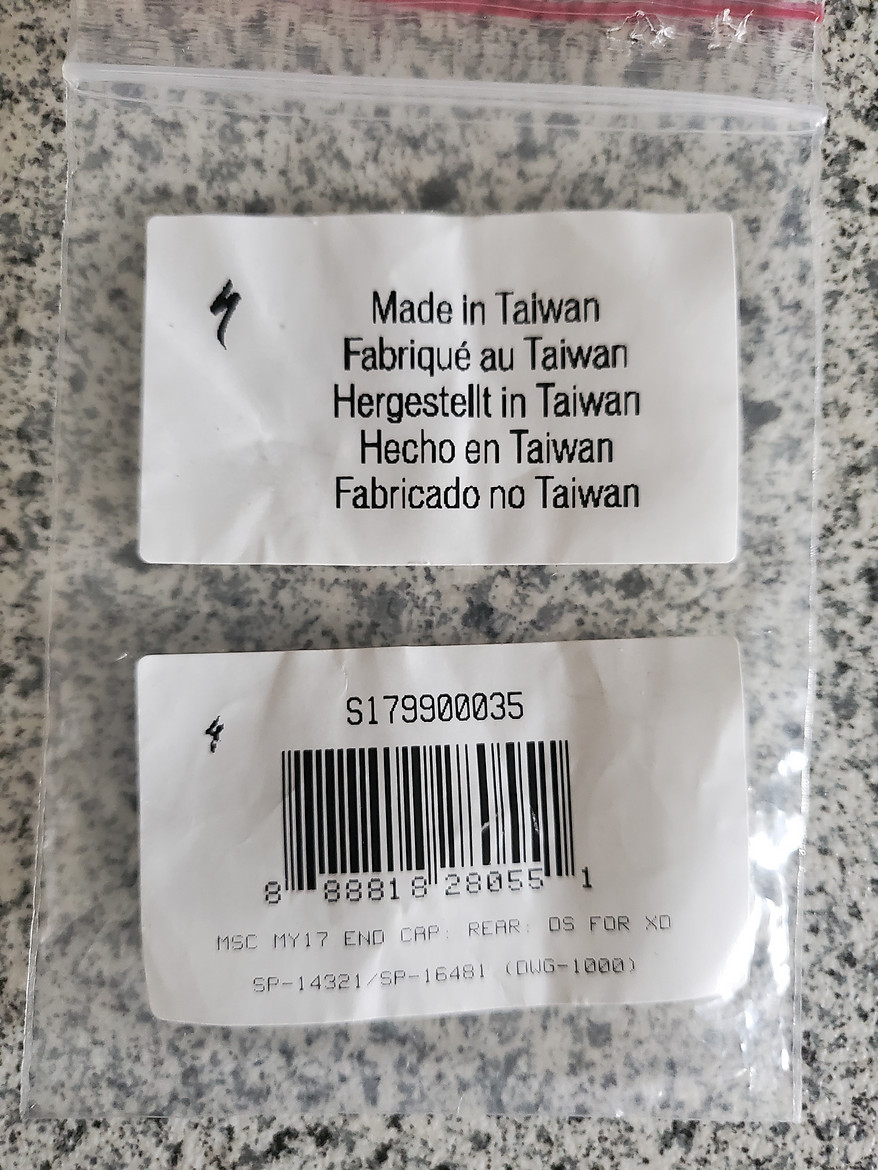 Made in Taiwan
Fabriqué au Taiwan
Hergestellt in Taiwan
Hecho en Taiwan
Fabricado no Taiwan
S179900035
8 88818 28055 1
MSC MY17 END CAP: REAR: DS FOR XD
SP-14321/SP-16481 (DWG-1000)